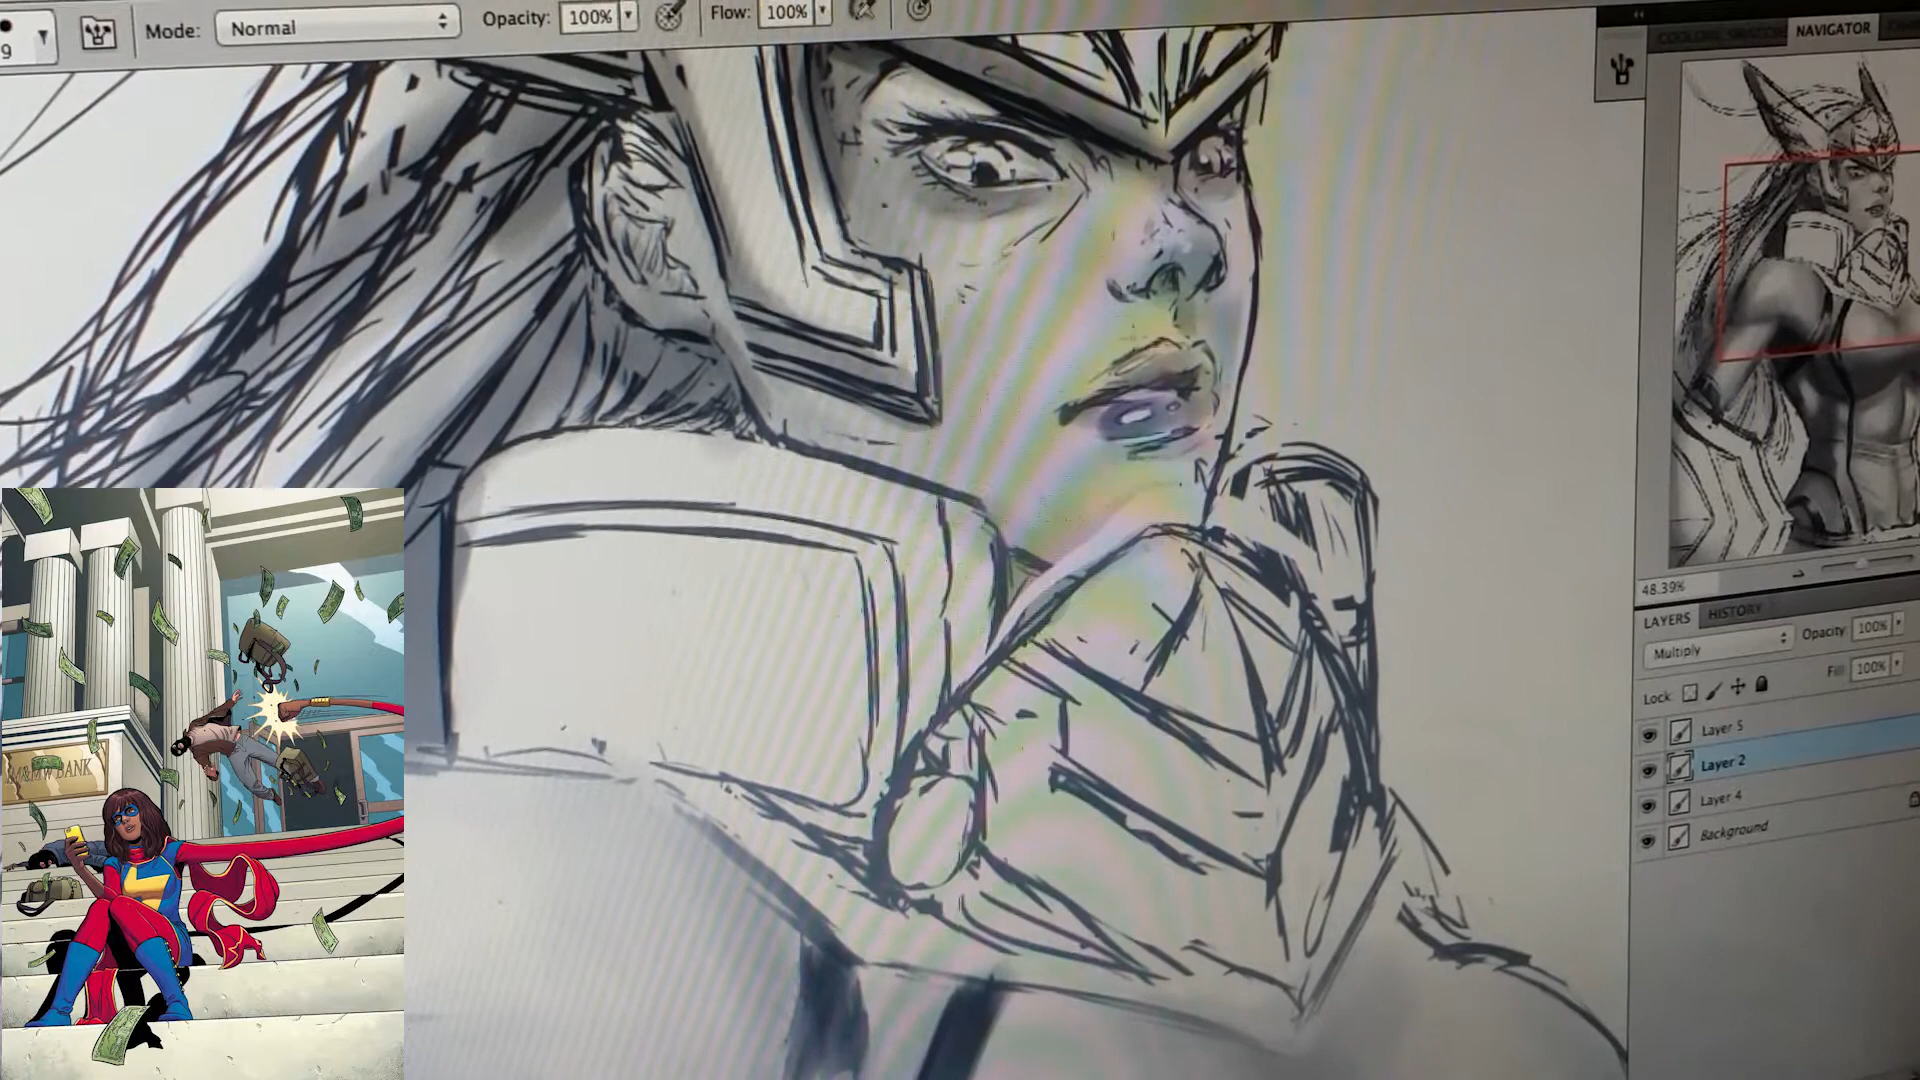 9
Mode:
Normal
Opacity:
100%
Flow:
100%
NAVIGATOR
48.39%
LAYERS
HISTORY
Multiply
Opacity
100%
Fill
100%
Lock:
Layer 5
Layer 2
Layer 4
Background
BANK